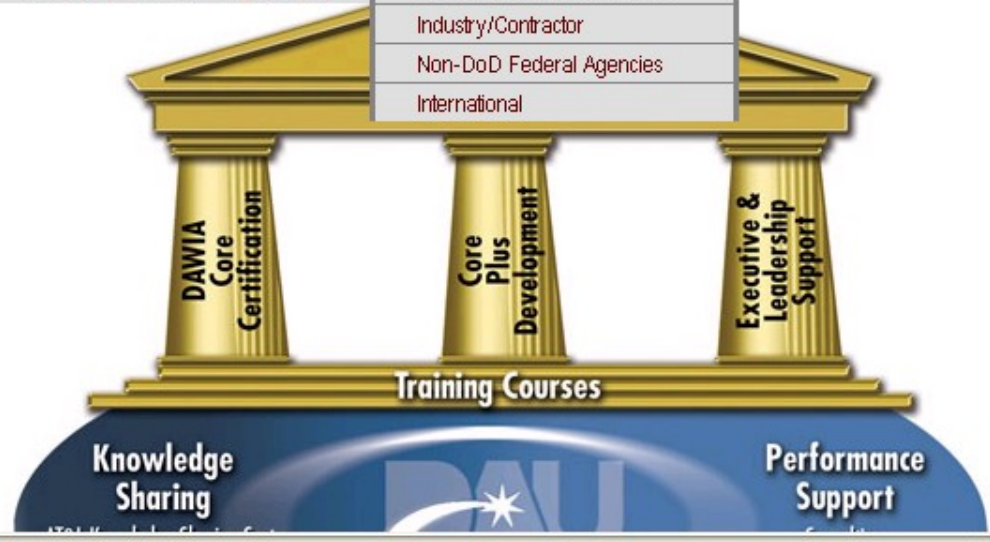 Industry/Contractor
Non-DoD Federal Agencies
International
DAWIA
Core
Certification
Core
Plus
Development
Executive &
Leadership
Support
Training Courses
Knowledge
Sharing
DAU
Performance
Support